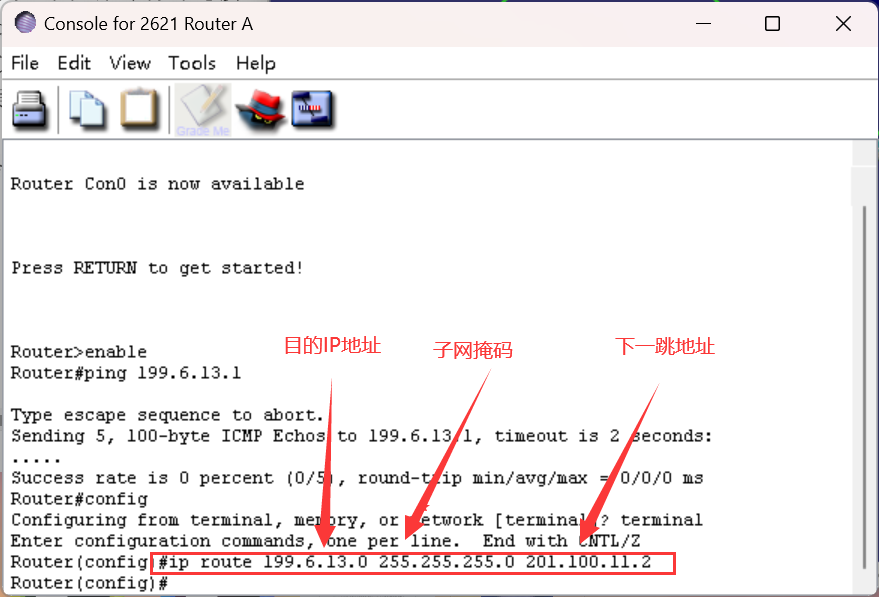 Console for 2621 Router A
File Edit View Tools Help
Grade Me
Router Con0 is now available
Press RETURN to get started!
目的IP地址 子网掩码 下一跳地址
Router>enable
Router#ping 199.6.13.1
Type escape sequence to abort.
Sending 5, 100-byte ICMP Echos to 199.6.13.1, timeout is 2 seconds:
.....
Success rate is 0 percent (0/5), round-trip min/avg/max = 0/0/0 ms
Router#config
Configuring from terminal, memory, or network [terminal]? terminal
Enter configuration commands, one per line. End with CNTL/Z
Router(config)#ip route 199.6.13.0 255.255.255.0 201.100.11.2
Router(config)#